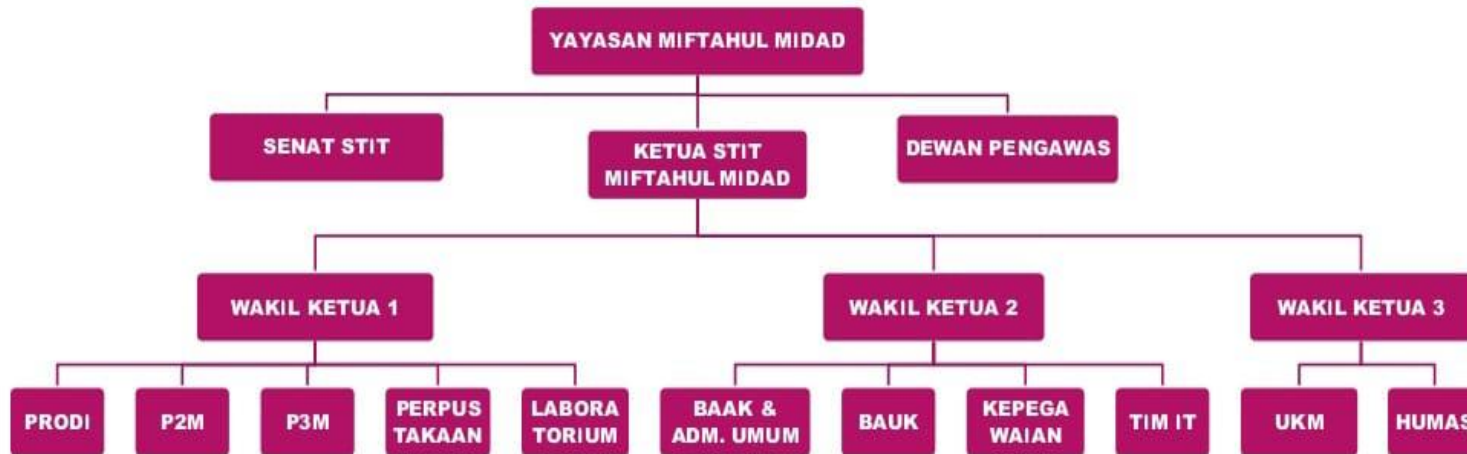 YAYASAN MIFTAHUL MIDAD
SENAT STIT
KETUA STIT
MIFTAHUL MIDAD
DEWAN PENGAWAS
WAKIL KETUA 1
WAKIL KETUA 2
WAKIL KETUA 3
PRODI
P2M
P3M
PERPUS
TAKAAN
LABORA
TORIUM
BAAK &
ADM. UMUM
BAUK
KEPEGA
WAIAN
TIM IT
UKM
HUMAS